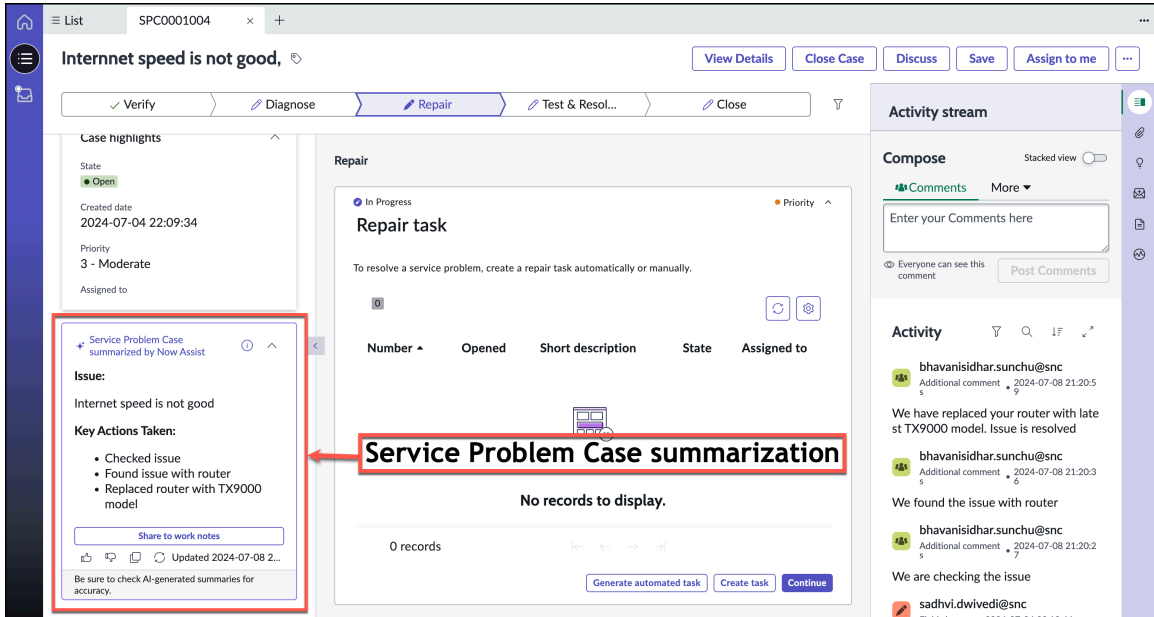 List
SPC0001004
Internnet speed is not good,
View Details
Close Case
Discuss
Save
Assign to me
Verify
Diagnose
Repair
Test & Resol...
Close
Case highlights
State
Open
Created date
2024-07-04 22:09:34
Priority
3 - Moderate
Assigned to
Service Problem Case
summarized by Now Assist
Issue:
Internet speed is not good
Key Actions Taken:
• Checked issue
• Found issue with router
• Replaced router with TX9000
model
Share to work notes
Updated 2024-07-08 2...
Be sure to check AI-generated summaries for
accuracy.
Repair
In Progress
Priority
Repair task
To resolve a service problem, create a repair task automatically or manually.
0
Number
Opened
Short description
State
Assigned to
Service Problem Case summarization
No records to display.
0 records
Generate automated task
Create task
Continue
Activity stream
Compose
Stacked view
Comments
More
Enter your Comments here
Everyone can see this
comment
Post Comments
Activity
bhavanisidhar.sunchu@snc
Additional comment • 2024-07-08 21:20:5
s 9
We have replaced your router with late
st TX9000 model. Issue is resolved
bhavanisidhar.sunchu@snc
Additional comment • 2024-07-08 21:20:3
s 6
We found the issue with router
bhavanisidhar.sunchu@snc
Additional comment • 2024-07-08 21:20:2
s 7
We are checking the issue
sadhvi.dwivedi@snc